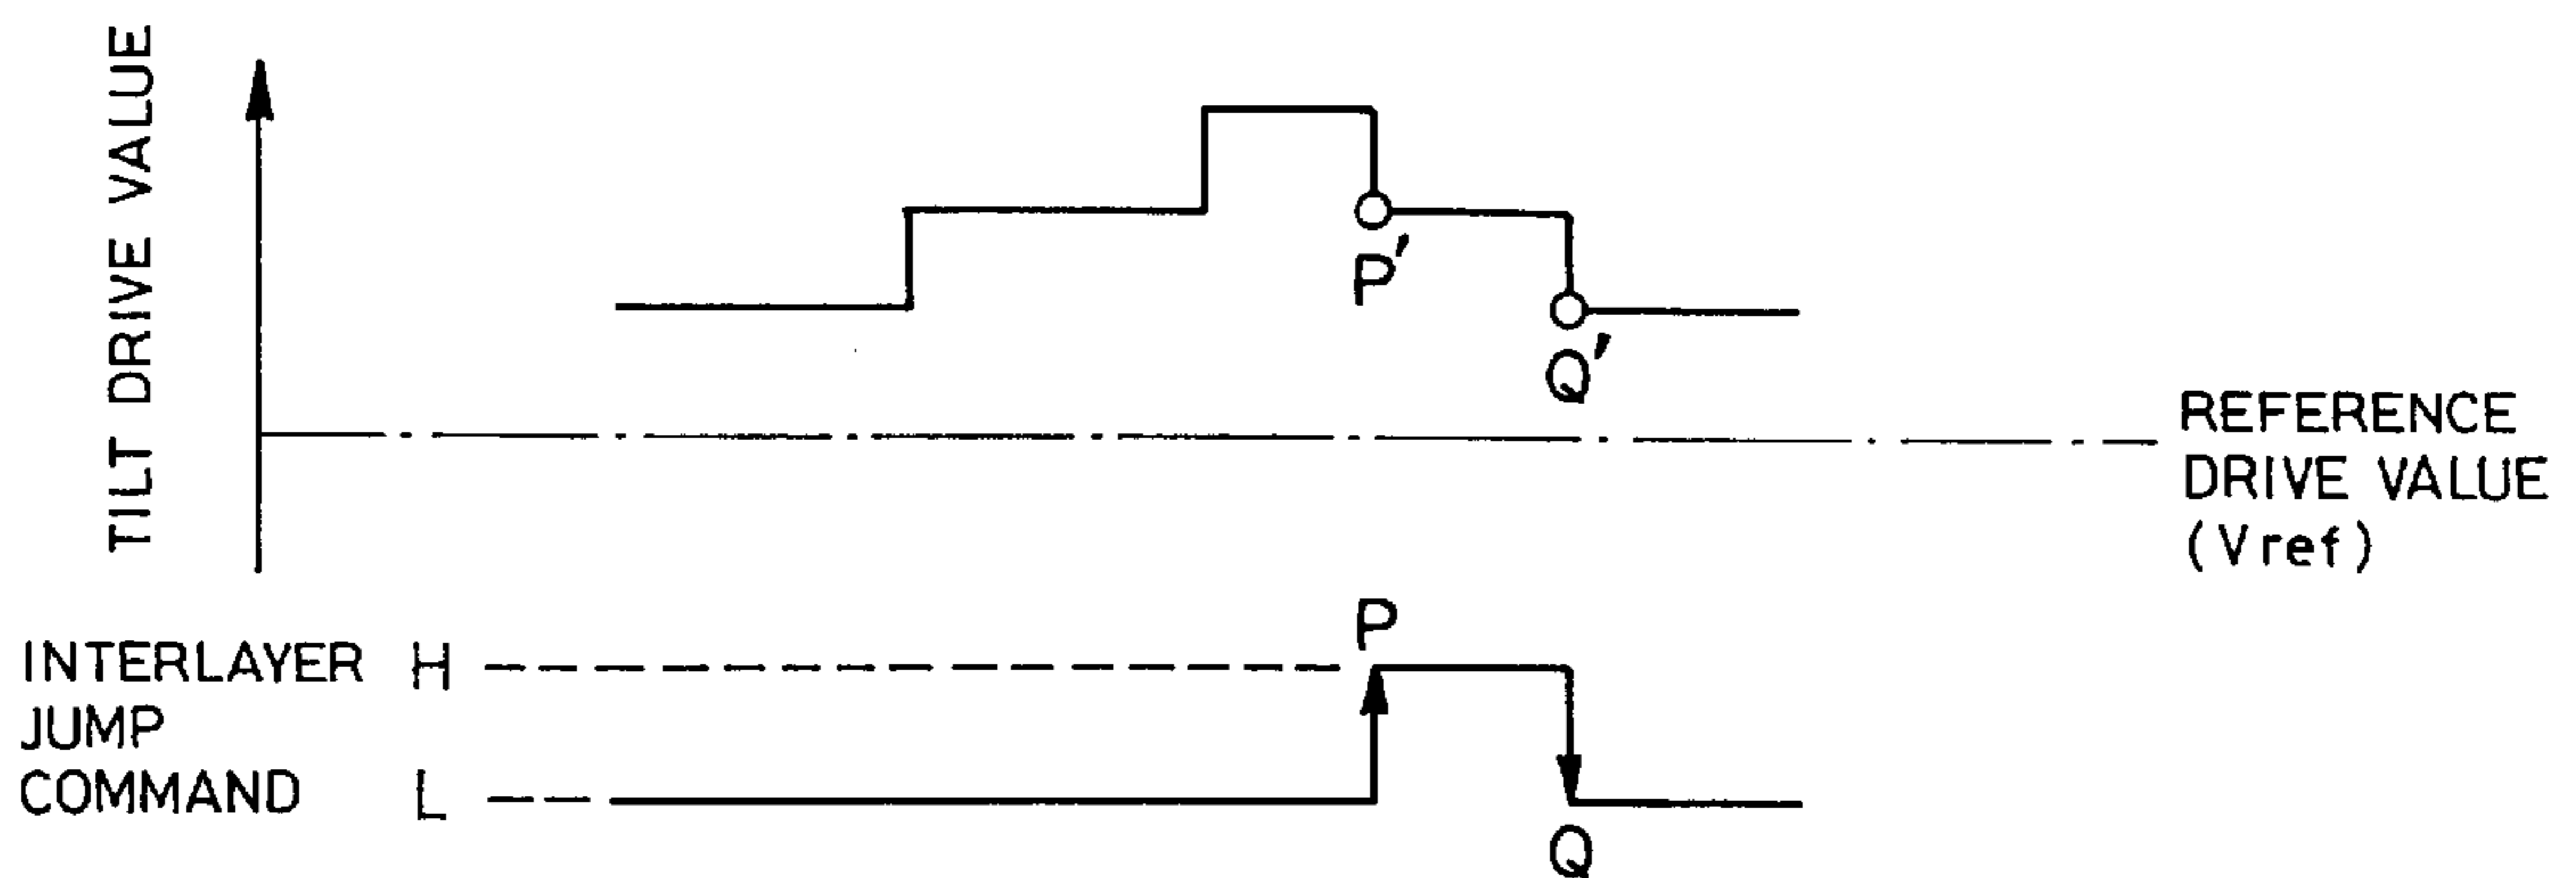 TILT DRIVE VALUE
P′
Q′
REFERENCE
DRIVE VALUE
(Vref)
P
INTERLAYER H
JUMP
COMMAND L
Q